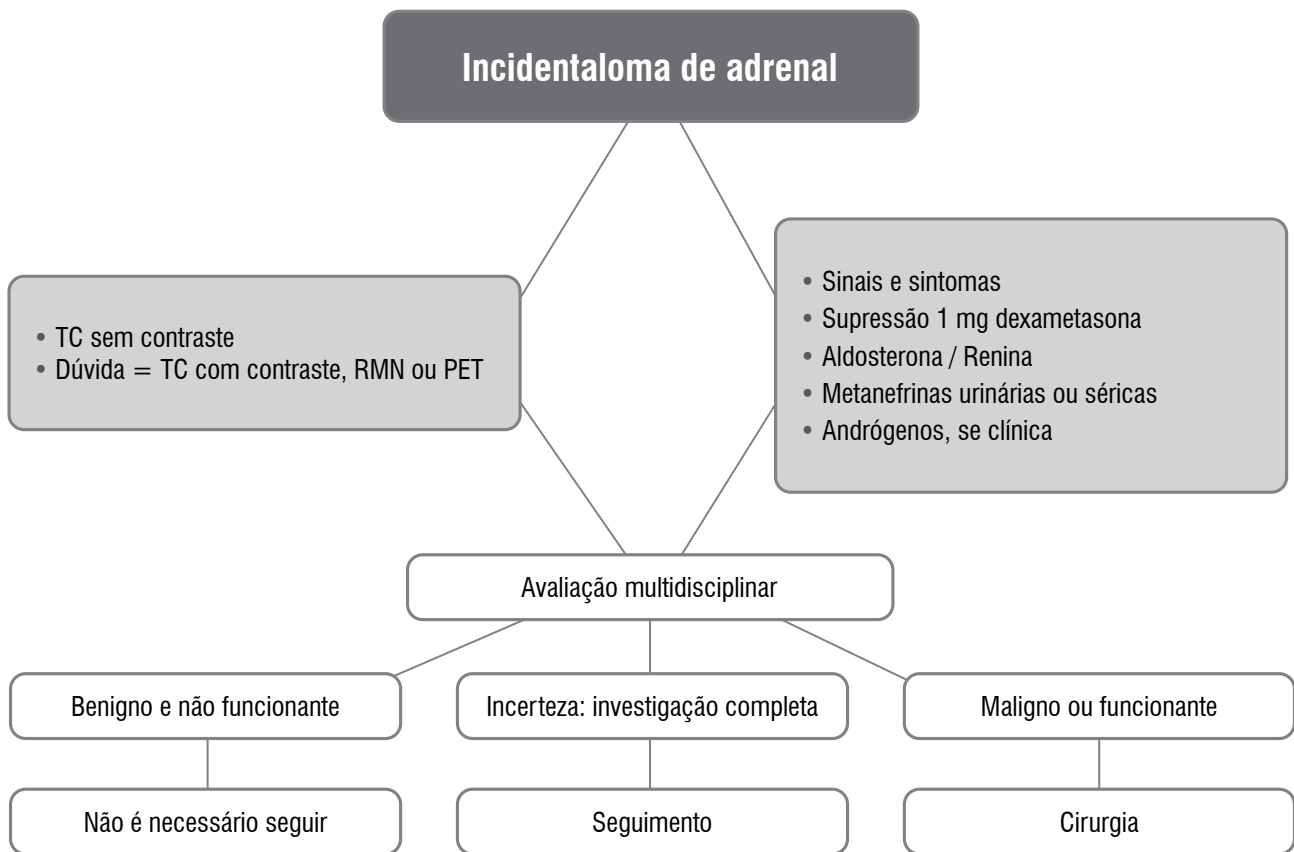 Incidentaloma de adrenal
• TC sem contraste
• Dúvida = TC com contraste, RMN ou PET
• Sinais e sintomas
• Supressão 1 mg dexametasona
• Aldosterona / Renina
• Metanefrinas urinárias ou séricas
• Andrógenos, se clínica
Avaliação multidisciplinar
Benigno e não funcionante
Incerteza: investigação completa
Maligno ou funcionante
Não é necessário seguir
Seguimento
Cirurgia